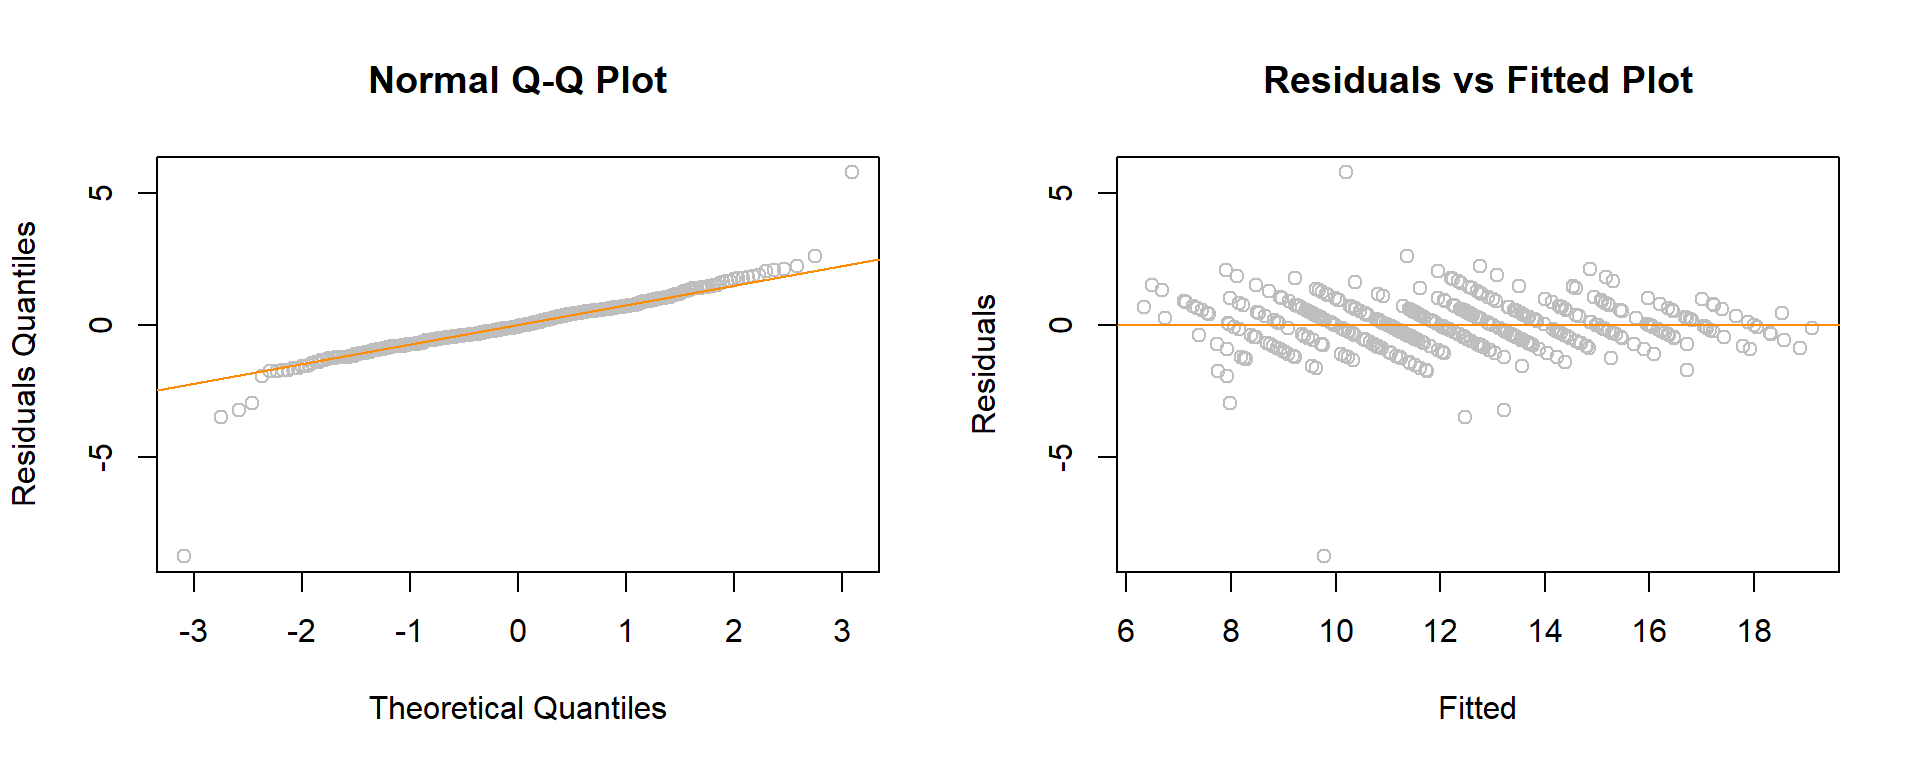 Normal Q-Q Plot
Residuals Quantiles
5
0
-5
-3 -2 -1 0 1 2 3
Theoretical Quantiles
Residuals vs Fitted Plot
Residuals
5
0
-5
6 8 10 12 14 16 18
Fitted